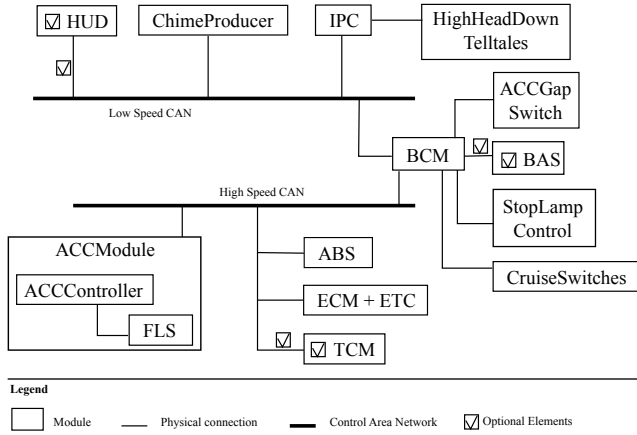 HUD
ChimeProducer
IPC
HighHeadDown
Telltales
Low Speed CAN
ACCGap
Switch
BCM
BAS
High Speed CAN
StopLamp
Control
ACCModule
ABS
CruiseSwitches
ACCController
ECM + ETC
FLS
TCM
Legend
Module
Physical connection
Control Area Network
Optional Elements